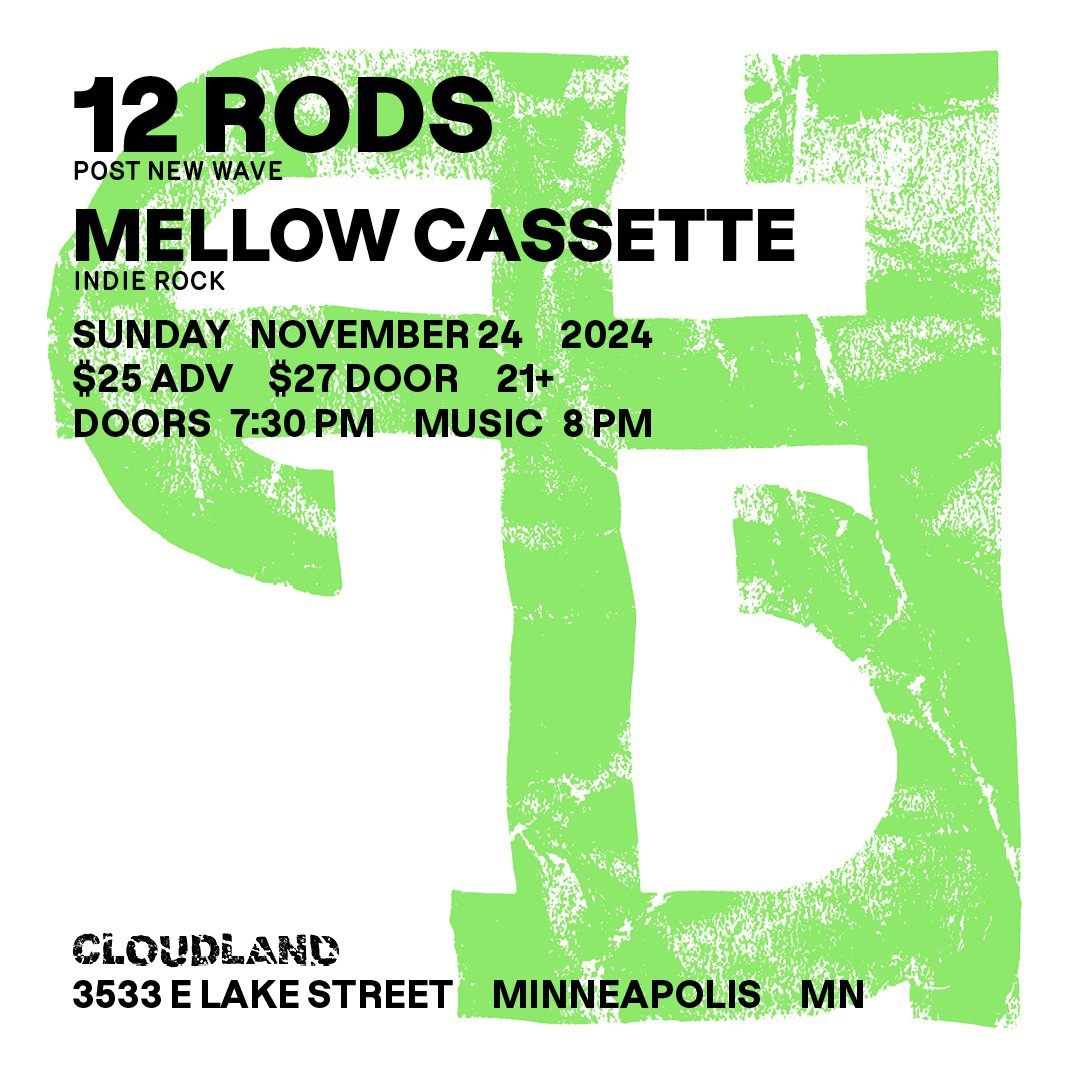 12 RODS
POST NEW WAVE
MELLOW CASSETTE
INDIE ROCK
SUNDAY NOVEMBER 24 2024
$25 ADV $27 DOOR 21+
DOORS 7:30 PM MUSIC 8 PM
CLOUDLAND
3533 E LAKE STREET MINNEAPOLIS MN